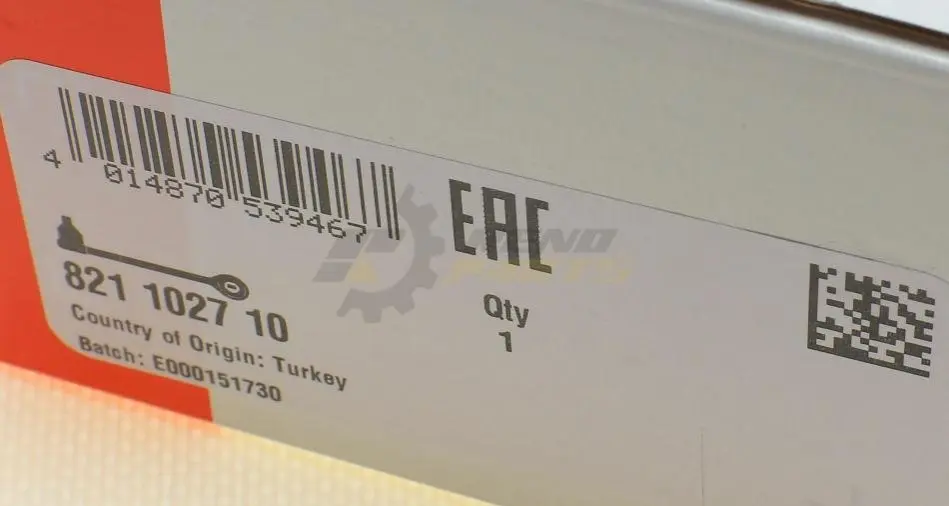 4 014870 539467
EAC
821 1027 10
Qty
1
Country of Origin: Turkey
Batch: E000151730